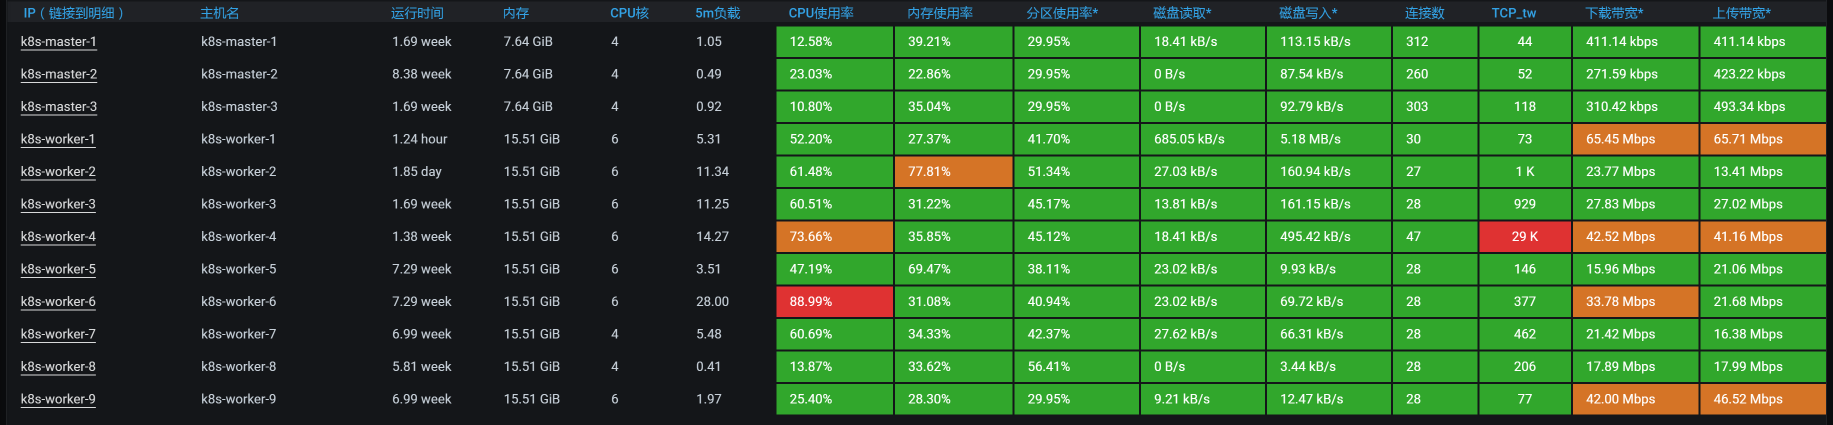 IP（链接到明细） 主机名 运行时间 内存 CPU核 5m负载 CPU使用率 内存使用率 分区使用率* 磁盘读取* 磁盘写入* 连接数 TCP_tw 下载带宽* 上传带宽*
k8s-master-1 k8s-master-1 1.69 week 7.64 GiB 4 1.05 12.58% 39.21% 29.95% 18.41 kB/s 113.15 kB/s 312 44 411.14 kbps 411.14 kbps
k8s-master-2 k8s-master-2 8.38 week 7.64 GiB 4 0.49 23.03% 22.86% 29.95% 0 B/s 87.54 kB/s 260 52 271.59 kbps 423.22 kbps
k8s-master-3 k8s-master-3 1.69 week 7.64 GiB 4 0.92 10.80% 35.04% 29.95% 0 B/s 92.79 kB/s 303 118 310.42 kbps 493.34 kbps
k8s-worker-1 k8s-worker-1 1.24 hour 15.51 GiB 6 5.31 52.20% 27.37% 41.70% 685.05 kB/s 5.18 MB/s 30 73 65.45 Mbps 65.71 Mbps
k8s-worker-2 k8s-worker-2 1.85 day 15.51 GiB 6 11.34 61.48% 77.81% 51.34% 27.03 kB/s 160.94 kB/s 27 1 K 23.77 Mbps 13.41 Mbps
k8s-worker-3 k8s-worker-3 1.69 week 15.51 GiB 6 11.25 60.51% 31.22% 45.17% 13.81 kB/s 161.15 kB/s 28 929 27.83 Mbps 27.02 Mbps
k8s-worker-4 k8s-worker-4 1.38 week 15.51 GiB 6 14.27 73.66% 35.85% 45.12% 18.41 kB/s 495.42 kB/s 47 29 K 42.52 Mbps 41.16 Mbps
k8s-worker-5 k8s-worker-5 7.29 week 15.51 GiB 6 3.51 47.19% 69.47% 38.11% 23.02 kB/s 9.93 kB/s 28 146 15.96 Mbps 21.06 Mbps
k8s-worker-6 k8s-worker-6 7.29 week 15.51 GiB 6 28.00 88.99% 31.08% 40.94% 23.02 kB/s 69.72 kB/s 28 377 33.78 Mbps 21.68 Mbps
k8s-worker-7 k8s-worker-7 6.99 week 15.51 GiB 4 5.48 60.69% 34.33% 42.37% 27.62 kB/s 66.31 kB/s 28 462 21.42 Mbps 16.38 Mbps
k8s-worker-8 k8s-worker-8 5.81 week 15.51 GiB 4 0.41 13.87% 33.62% 56.41% 0 B/s 3.44 kB/s 28 206 17.89 Mbps 17.99 Mbps
k8s-worker-9 k8s-worker-9 6.99 week 15.51 GiB 6 1.97 25.40% 28.30% 29.95% 9.21 kB/s 12.47 kB/s 28 77 42.00 Mbps 46.52 Mbps